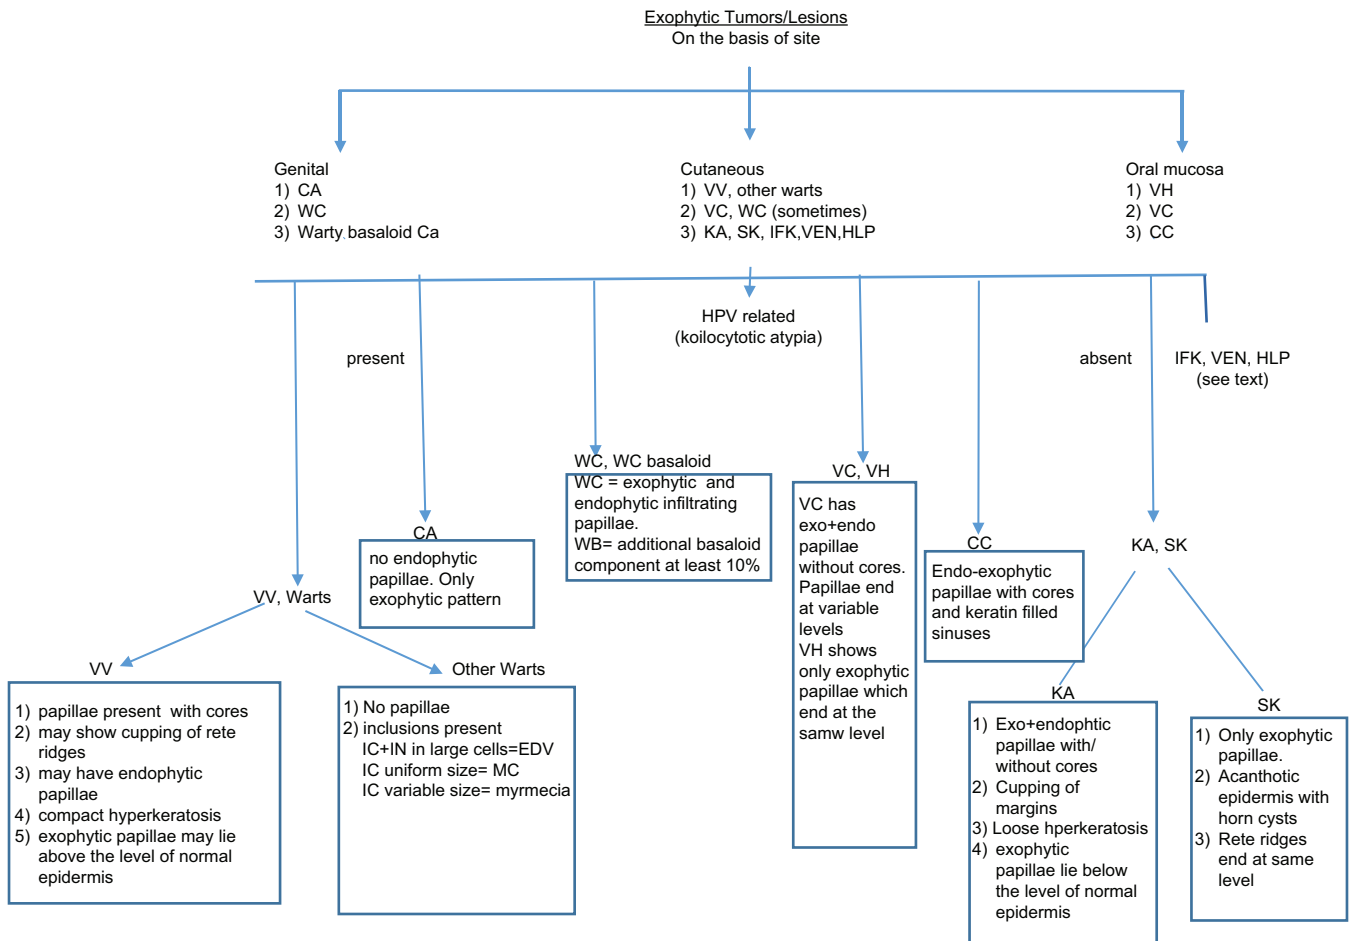 Exophytic Tumors/Lesions
On the basis of site
Genital
1) CA
2) WC
3) Warty basaloid Ca
Cutaneous
1) VV, other warts
2) VC, WC (sometimes)
3) KA, SK, IFK,VEN,HLP
Oral mucosa
1) VH
2) VC
3) CC
HPV related
(koilocytotic atypia)
present
absent
IFK, VEN, HLP
(see text)
WC, WC basaloid
WC = exophytic and
endophytic infiltrating
papillae.
WB= additional basaloid
component at least 10%
VC, VH
VC has
exo+endo
papillae
without cores.
Papillae end
at variable
levels
VH shows
only exophytic
papillae which
end at the
samw level
CA
no endophytic
papillae. Only
exophytic pattern
CC
Endo-exophytic
papillae with cores
and keratin filled
sinuses
KA, SK
VV, Warts
VV
1) papillae present with cores
2) may show cupping of rete
ridges
3) may have endophytic
papillae
4) compact hyperkeratosis
5) exophytic papillae may lie
above the level of normal
epidermis
Other Warts
1) No papillae
2) inclusions present
IC+IN in large cells=EDV
IC uniform size= MC
IC variable size= myrmecia
KA
1) Exo+endophtic
papillae with/
without cores
2) Cupping of
margins
3) Loose hperkeratosis
4) exophytic
papillae lie below
the level of normal
epidermis
SK
1) Only exophytic
papillae.
2) Acanthotic
epidermis with
horn cysts
3) Rete ridges
end at same
level